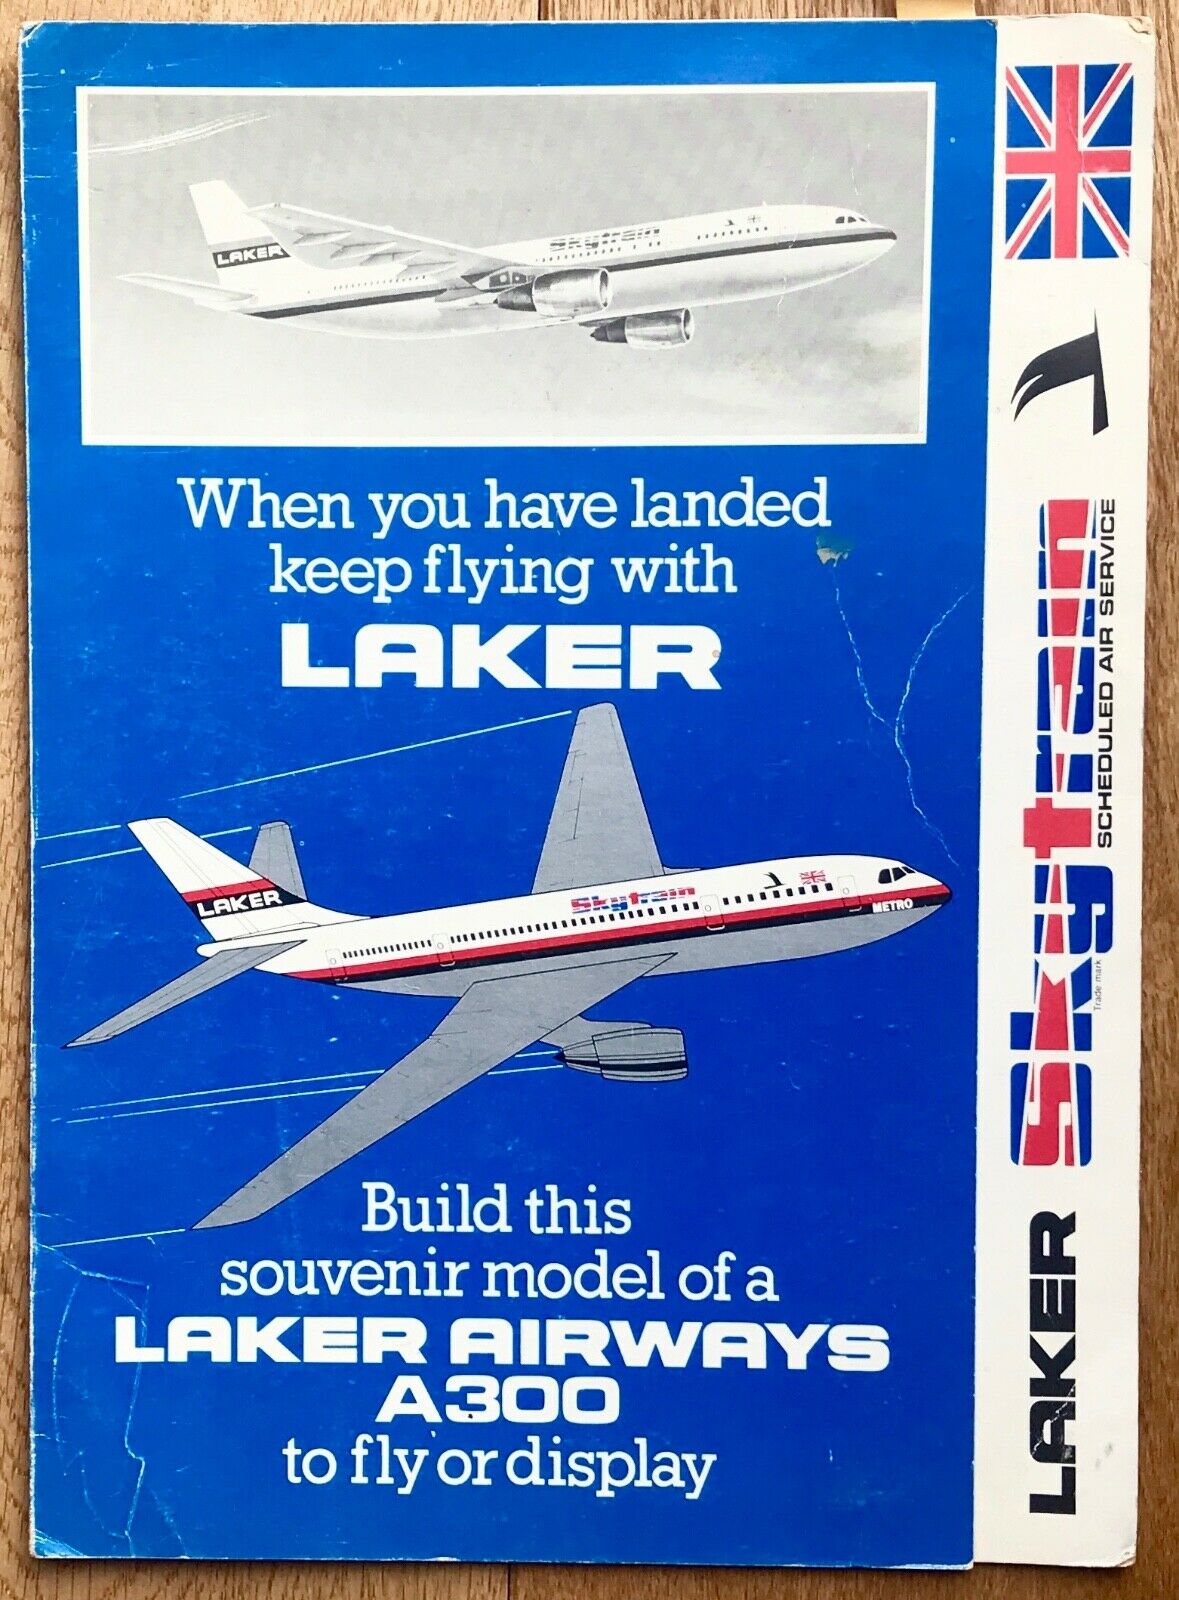 LAKER
Skytrain
When you have landed
keep flying with
LAKER
LAKER
Skytrain
METRO
Build this
souvenir model of a
LAKER AIRWAYS
A300
to fly or display
LAKER Skytrain
Trade mark
SCHEDULED AIR SERVICE